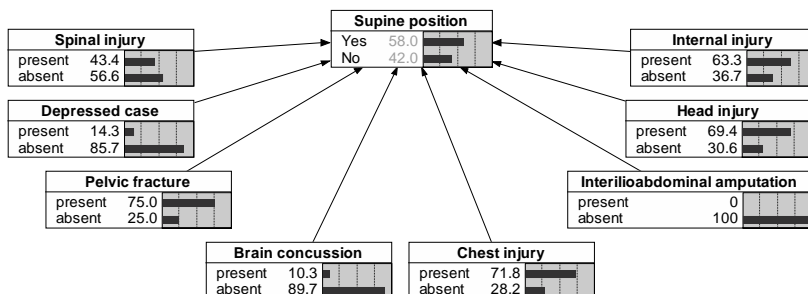 Supine position
Yes 58.0
No 42.0
Spinal injury
present 43.4
absent 56.6
Internal injury
present 63.3
absent 36.7
Depressed case
present 14.3
absent 85.7
Head injury
present 69.4
absent 30.6
Pelvic fracture
present 75.0
absent 25.0
Interilioabdominal amputation
present 0
absent 100
Brain concussion
present 10.3
absent 89.7
Chest injury
present 71.8
absent 28.2